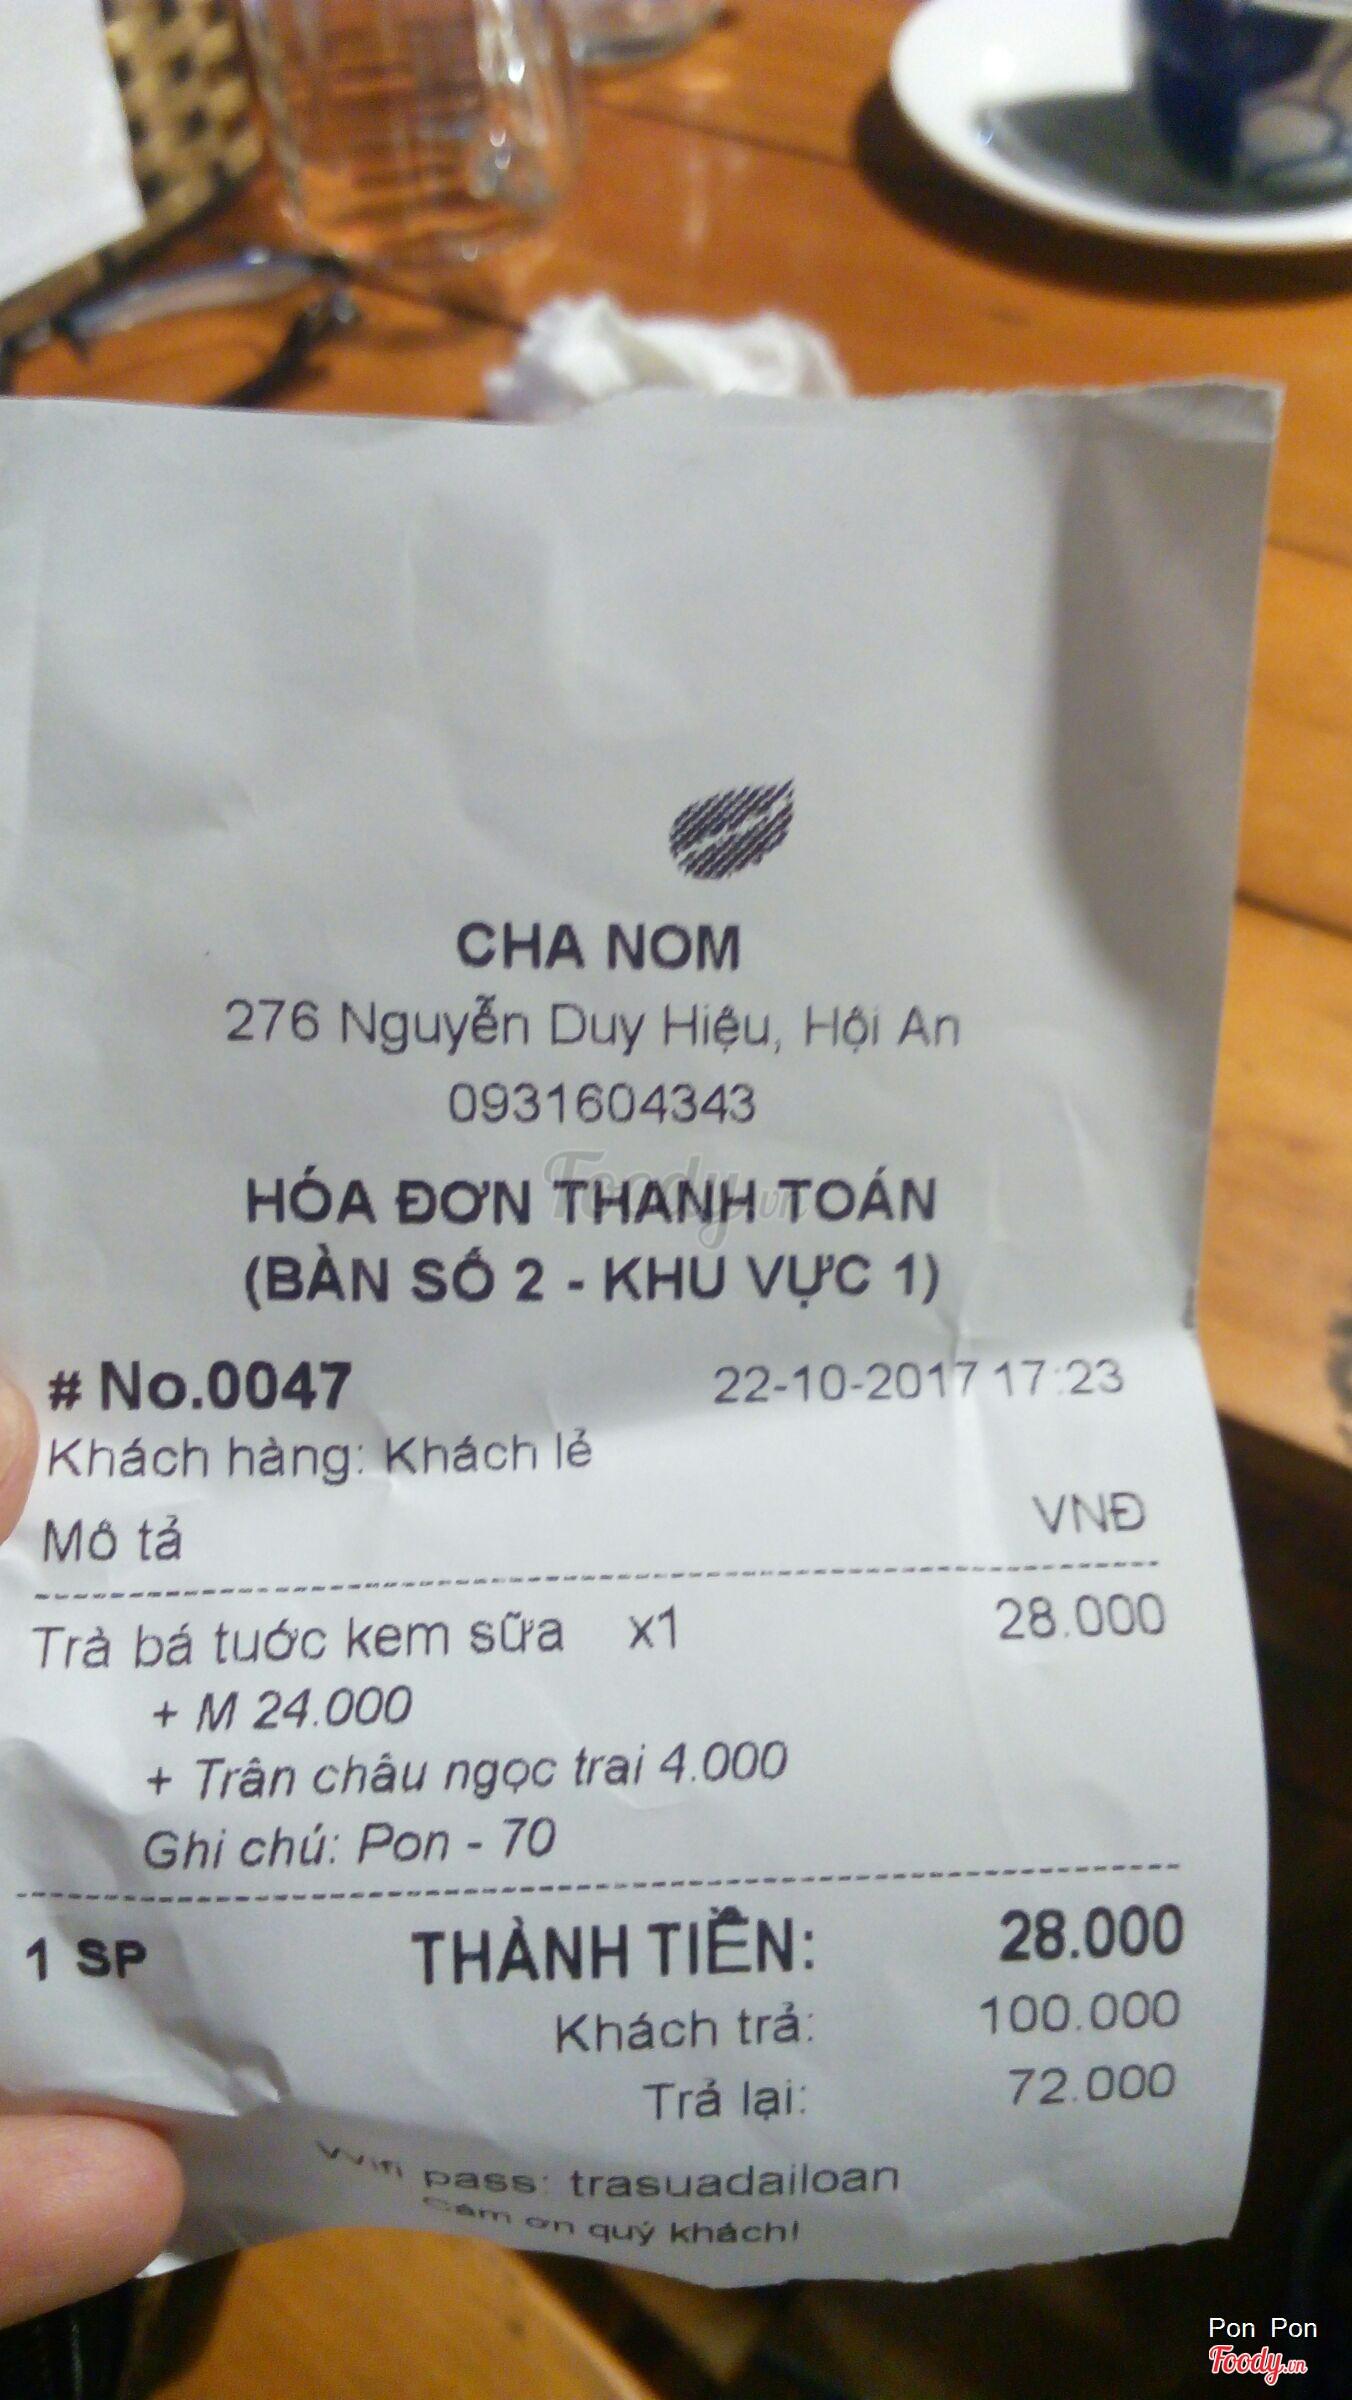 CHA NOM
276 Nguyễn Duy Hiệu, Hội An
0931604343
HÓA ĐƠN THANH TOÁN
(BÀN SỐ 2 - KHU VỰC 1)
# No.0047 22-10-2017 17:23
Khách hàng: Khách lẻ
Mô tả VNĐ
Trà bá tước kem sữa x1 28.000
+ M 24.000
+ Trân châu ngọc trai 4.000
Ghi chú: Pon - 70
1 SP THÀNH TIỀN: 28.000
Khách trả: 100.000
Trả lại: 72.000
Wifi pass: trasuadailoan
Cám ơn quý khách!
Foody.vn
Pon Pon
Foody.vn